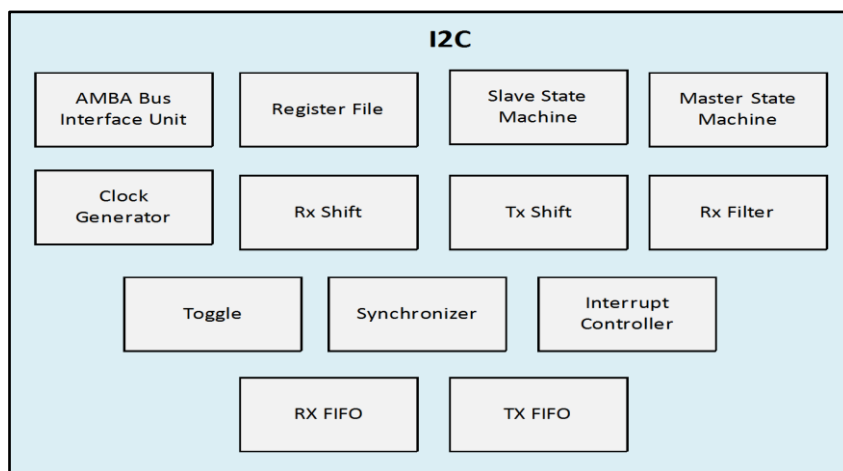 I2C
AMBA Bus
Interface Unit
Register File
Slave State
Machine
Master State
Machine
Clock
Generator
Rx Shift
Tx Shift
Rx Filter
Toggle
Synchronizer
Interrupt
Controller
RX FIFO
TX FIFO